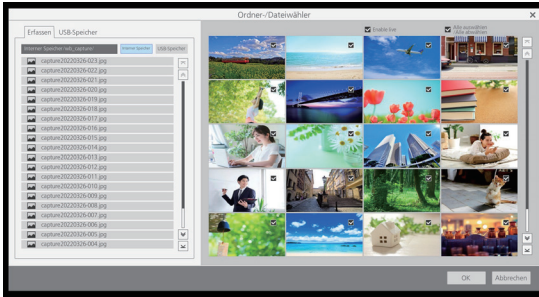 Ordner-/Dateiwähler
Erfassen
USB-Speicher
Enable live
Alle auswählen
/Alle abwählen
Interner Speicher/wb_capture/
Interner Speicher
USB-Speicher
capture20220326-023.jpg
capture20220326-022.jpg
capture20220326-021.jpg
capture20220326-020.jpg
capture20220326-019.jpg
capture20220326-018.jpg
capture20220326-017.jpg
capture20220326-016.jpg
capture20220326-015.jpg
capture20220326-014.jpg
capture20220326-013.jpg
capture20220326-012.jpg
capture20220326-011.jpg
capture20220326-010.jpg
capture20220326-009.jpg
capture20220326-008.jpg
capture20220326-007.jpg
capture20220326-006.jpg
capture20220326-005.jpg
capture20220326-004.jpg
OK
Abbrechen